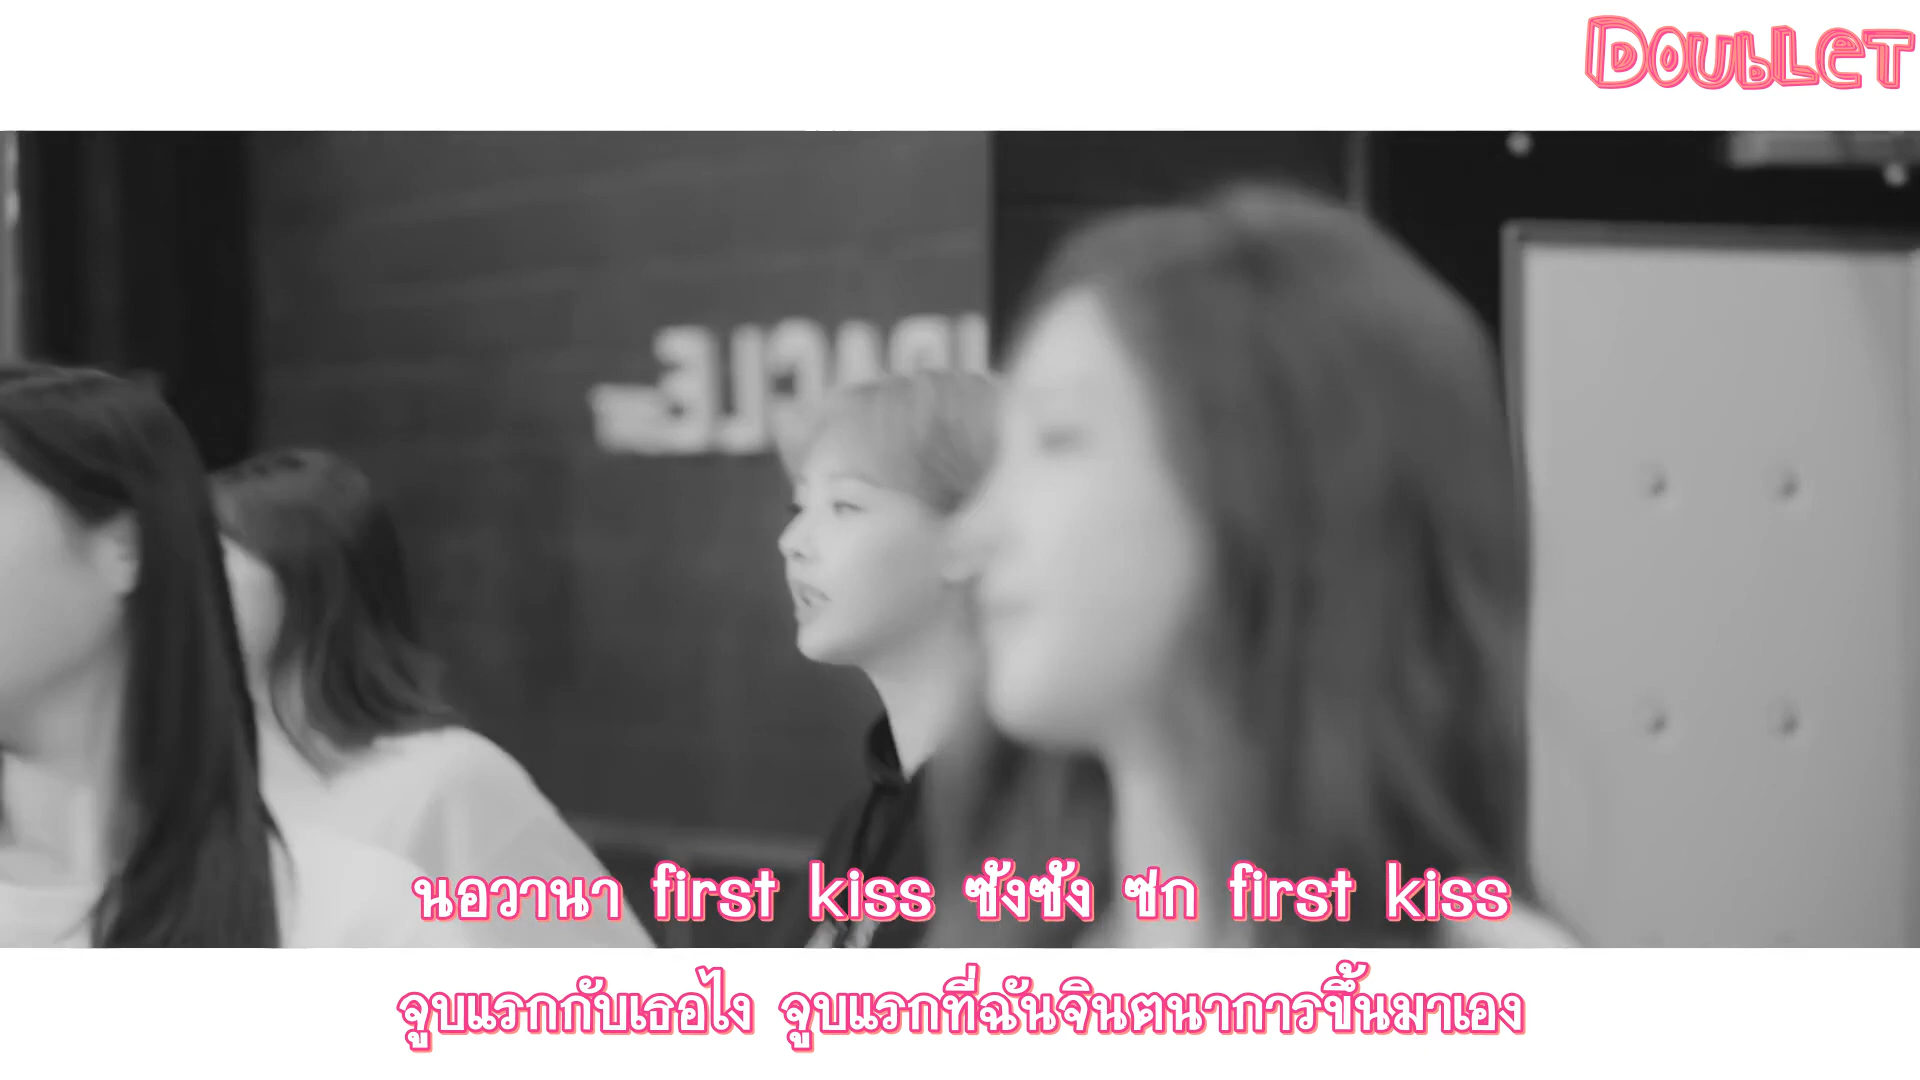 DOUBLET
นอวานา first kiss ซังซัง ซก first kiss
จูบแรกกับเธอไง จูบแรกที่ฉันจินตนาการขึ้นมาเอง